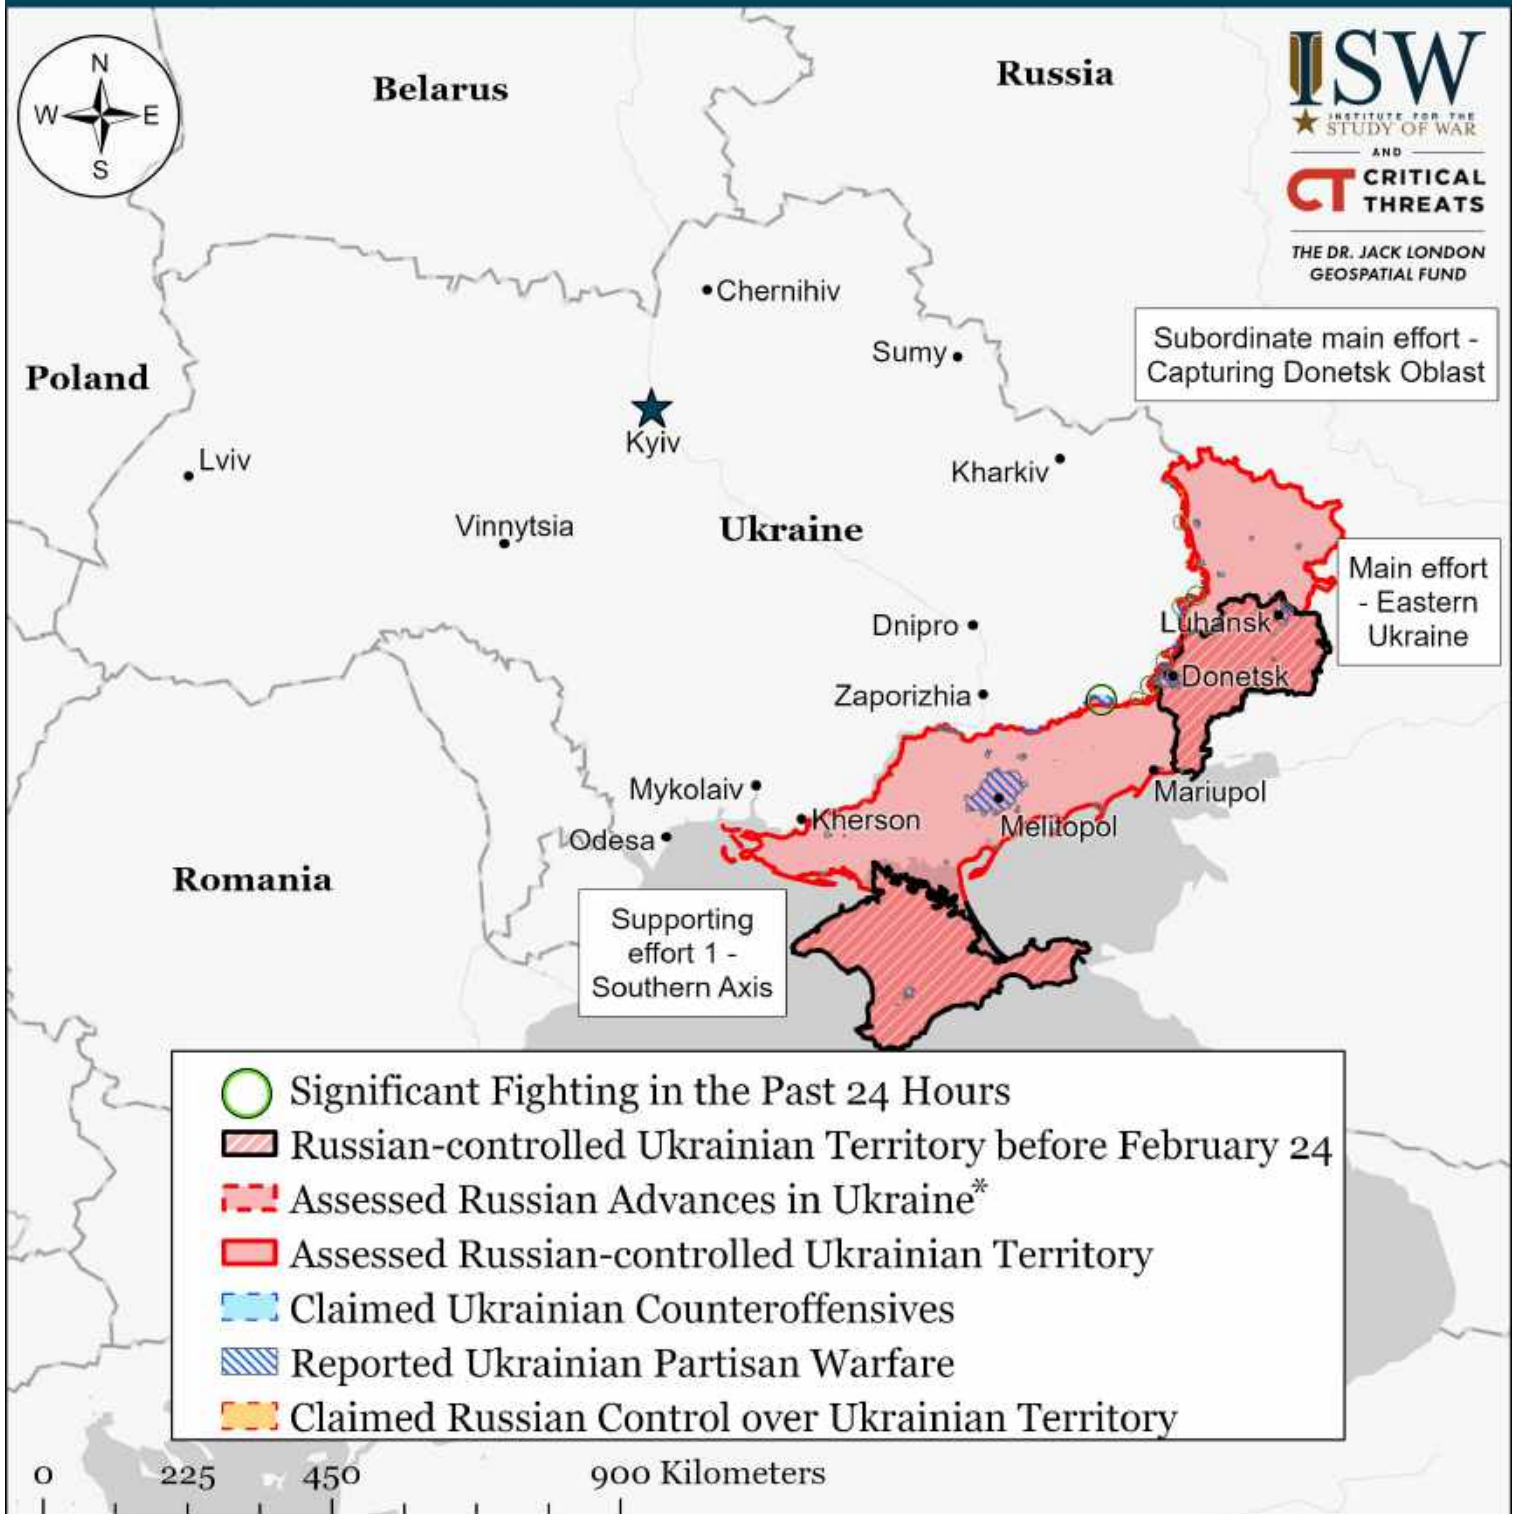 N
W
E
S
Belarus
Russia
ISW
INSTITUTE FOR THE
STUDY OF WAR
AND
CT CRITICAL
THREATS
THE DR. JACK LONDON
GEOSPATIAL FUND
Chernihiv
Subordinate main effort -
Capturing Donetsk Oblast
Sumy
Poland
Kyiv
Lviv
Kharkiv
Vinnytsia
Ukraine
Main effort
- Eastern
Ukraine
Dnipro
Luhansk
Donetsk
Zaporizhia
Mykolaiv
Mariupol
Kherson
Melitopol
Odesa
Romania
Supporting
effort 1 -
Southern Axis
Significant Fighting in the Past 24 Hours
Russian-controlled Ukrainian Territory before February 24
Assessed Russian Advances in Ukraine*
Assessed Russian-controlled Ukrainian Territory
Claimed Ukrainian Counteroffensives
Reported Ukrainian Partisan Warfare
Claimed Russian Control over Ukrainian Territory
0 225 450 900 Kilometers